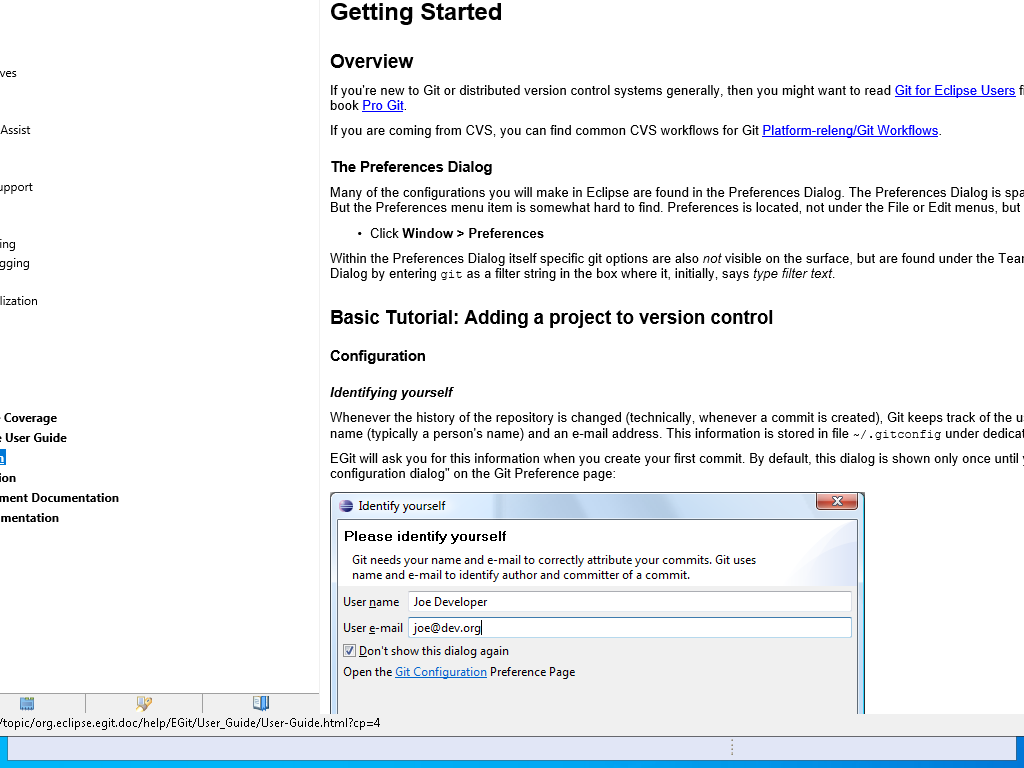 Getting Started
Overview
If you're new to Git or distributed version control systems generally, then you might want to read Git for Eclipse Users
book Pro Git.
If you are coming from CVS, you can find common CVS workflows for Git Platform-releng/Git Workflows.
The Preferences Dialog
Many of the configurations you will make in Eclipse are found in the Preferences Dialog. The Preferences Dialog is
But the Preferences menu item is somewhat hard to find. Preferences is located, not under the File or Edit menus, but
• Click Window > Preferences
Within the Preferences Dialog itself specific git options are also not visible on the surface, but are found under the
Dialog by entering git as a filter string in the box where it, initially, says type filter text.
Basic Tutorial: Adding a project to version control
Configuration
Identifying yourself
Whenever the history of the repository is changed (technically, whenever a commit is created), Git keeps track of the
name (typically a person's name) and an e-mail address. This information is stored in file ~/.gitconfig under
EGit will ask you for this information when you create your first commit. By default, this dialog is shown only once until
configuration dialog" on the Git Preference page:
Identify yourself
Please identify yourself
Git needs your name and e-mail to correctly attribute your commits. Git uses
name and e-mail to identify author and committer of a commit.
User name Joe Developer
User e-mail joe@dev.org
Don't show this dialog again
Open the Git Configuration Preference Page
ves
Assist
upport
ing
gging
lization
Coverage
User Guide
n
ion
ment Documentation
mentation
/topic/org.eclipse.egit.doc/help/EGit/User_Guide/User-Guide.html?cp=4